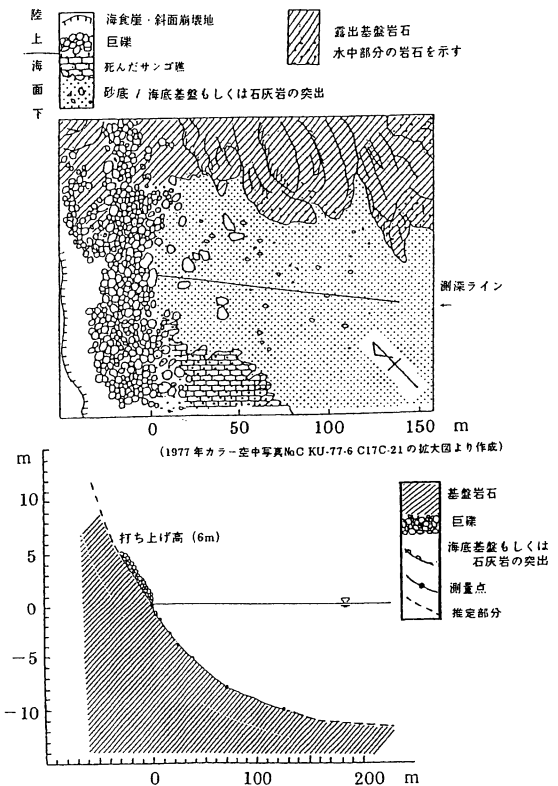 陸上
海面下
海食崖・斜面崩壊地
巨礫
死んだサンゴ礁
砂底 / 海底基盤もしくは石灰岩の突出
露出基盤岩石
水中部分の岩石を示す
測深ライン
←
0 50 100 150 m
(1977年カラー空中写真№C KU-77-6 C17C-21の拡大図より作成)
m
10
5
0
-5
-10
打ち上げ高 (6m)
基盤岩石
巨礫
海底基盤もしくは
石灰岩の突出
測量点
推定部分
0 100 200 m